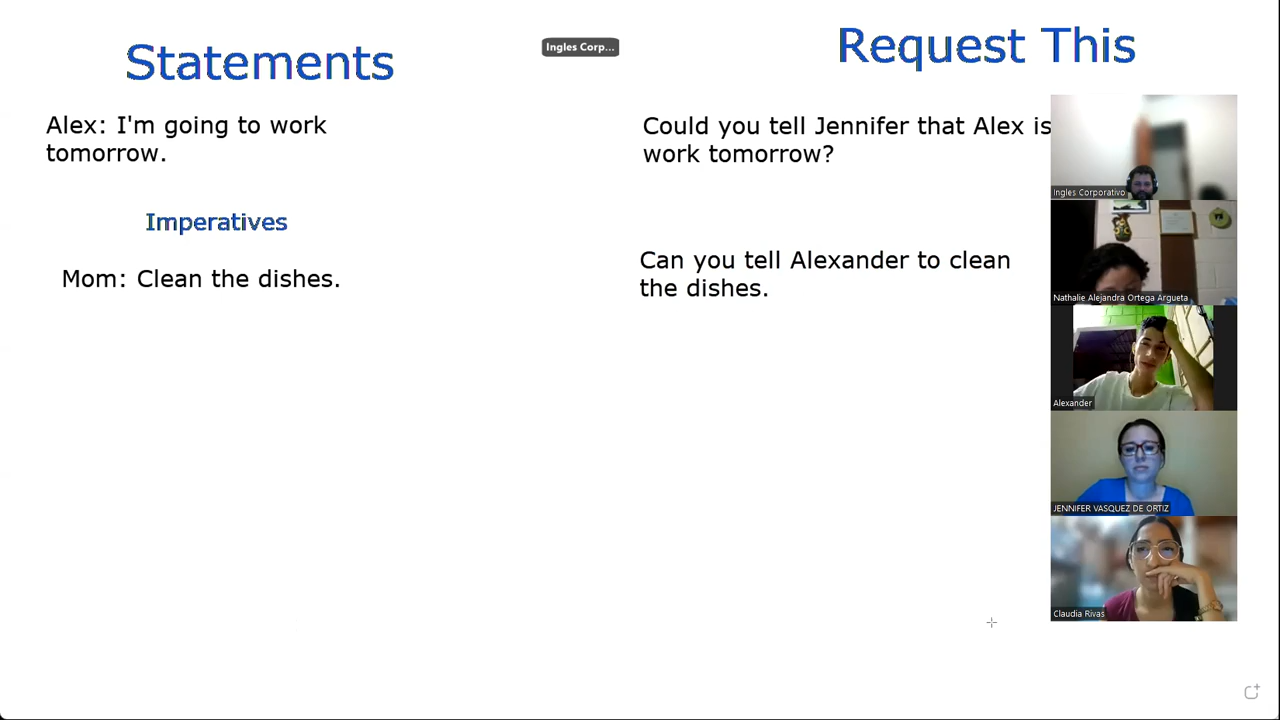 Statements
Ingles Corp...
Request This
Alex: I'm going to work
tomorrow.
Could you tell Jennifer that Alex is
work tomorrow?
Imperatives
Mom: Clean the dishes.
Can you tell Alexander to clean
the dishes.
Ingles Corporativo
Nathalie Alejandra Ortega Argueta
Alexander
JENNIFER VASQUEZ DE ORTIZ
Claudia Rivas